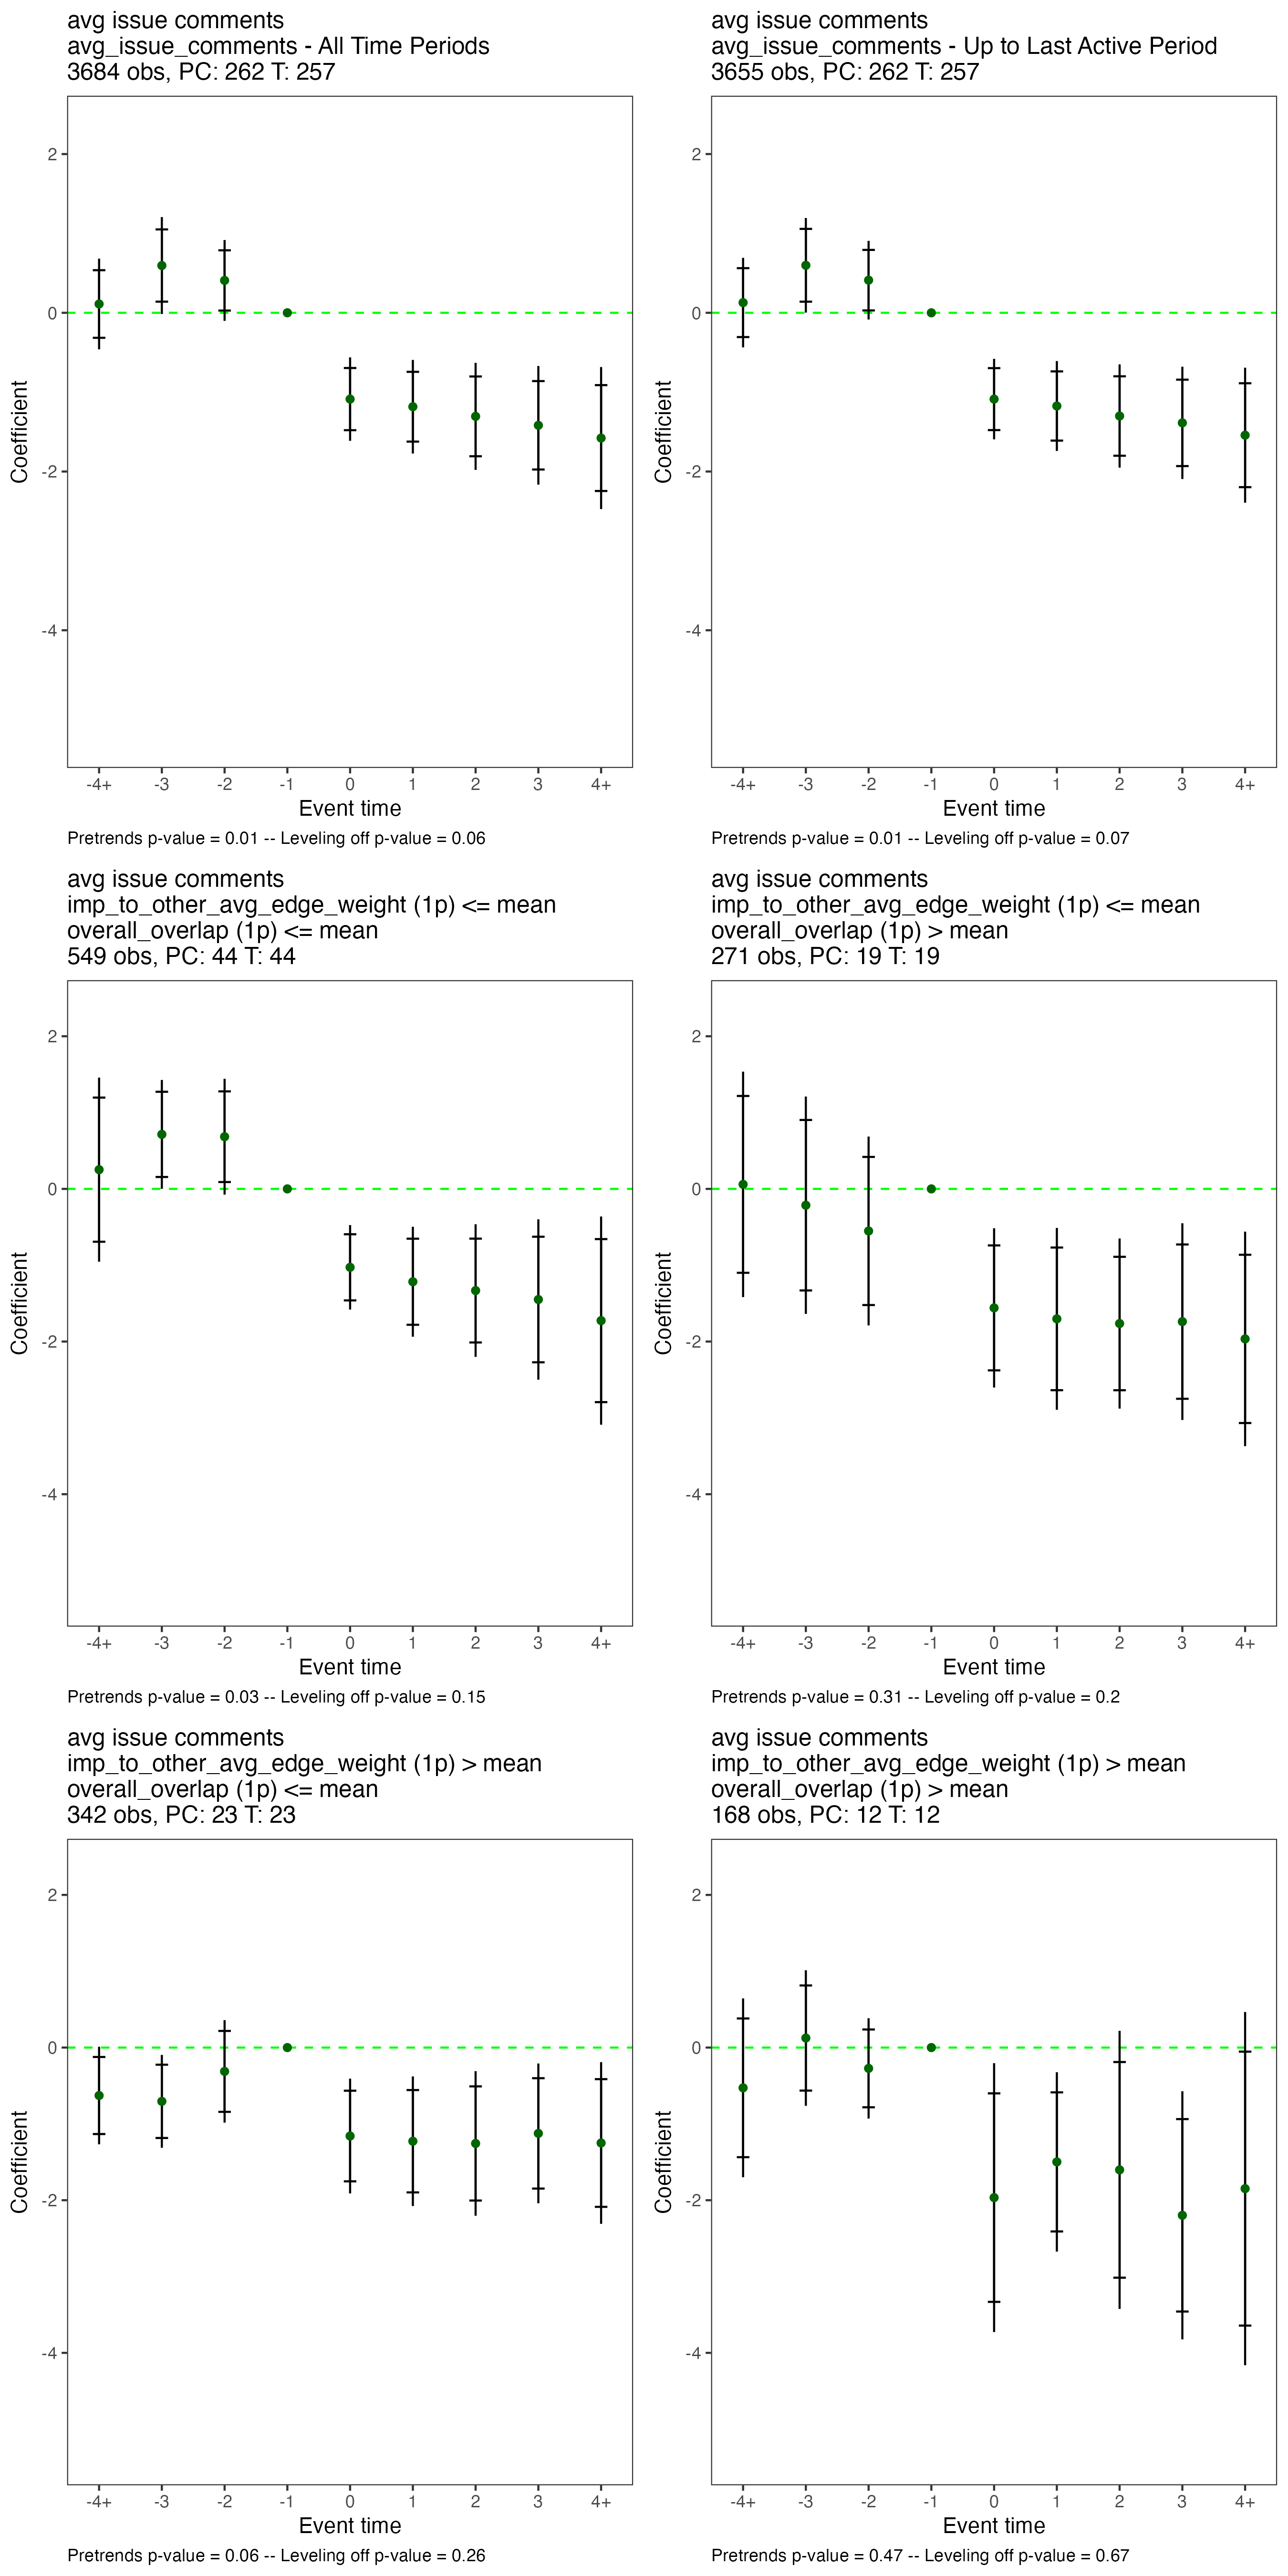 avg issue comments
avg_issue_comments - All Time Periods
3684 obs, PC: 262 T: 257
2
0
-2
-4
Coefficient
-4+ -3 -2 -1 0 1 2 3 4+
Event time
Pretrends p-value = 0.01 -- Leveling off p-value = 0.06
avg issue comments
avg_issue_comments - Up to Last Active Period
3655 obs, PC: 262 T: 257
2
0
-2
-4
Coefficient
-4+ -3 -2 -1 0 1 2 3 4+
Event time
Pretrends p-value = 0.01 -- Leveling off p-value = 0.07
avg issue comments
imp_to_other_avg_edge_weight (1p) <= mean
overall_overlap (1p) <= mean
549 obs, PC: 44 T: 44
2
0
-2
-4
Coefficient
-4+ -3 -2 -1 0 1 2 3 4+
Event time
Pretrends p-value = 0.03 -- Leveling off p-value = 0.15
avg issue comments
imp_to_other_avg_edge_weight (1p) <= mean
overall_overlap (1p) > mean
271 obs, PC: 19 T: 19
2
0
-2
-4
Coefficient
-4+ -3 -2 -1 0 1 2 3 4+
Event time
Pretrends p-value = 0.31 -- Leveling off p-value = 0.2
avg issue comments
imp_to_other_avg_edge_weight (1p) > mean
overall_overlap (1p) <= mean
342 obs, PC: 23 T: 23
2
0
-2
-4
Coefficient
-4+ -3 -2 -1 0 1 2 3 4+
Event time
Pretrends p-value = 0.06 -- Leveling off p-value = 0.26
avg issue comments
imp_to_other_avg_edge_weight (1p) > mean
overall_overlap (1p) > mean
168 obs, PC: 12 T: 12
2
0
-2
-4
Coefficient
-4+ -3 -2 -1 0 1 2 3 4+
Event time
Pretrends p-value = 0.47 -- Leveling off p-value = 0.67